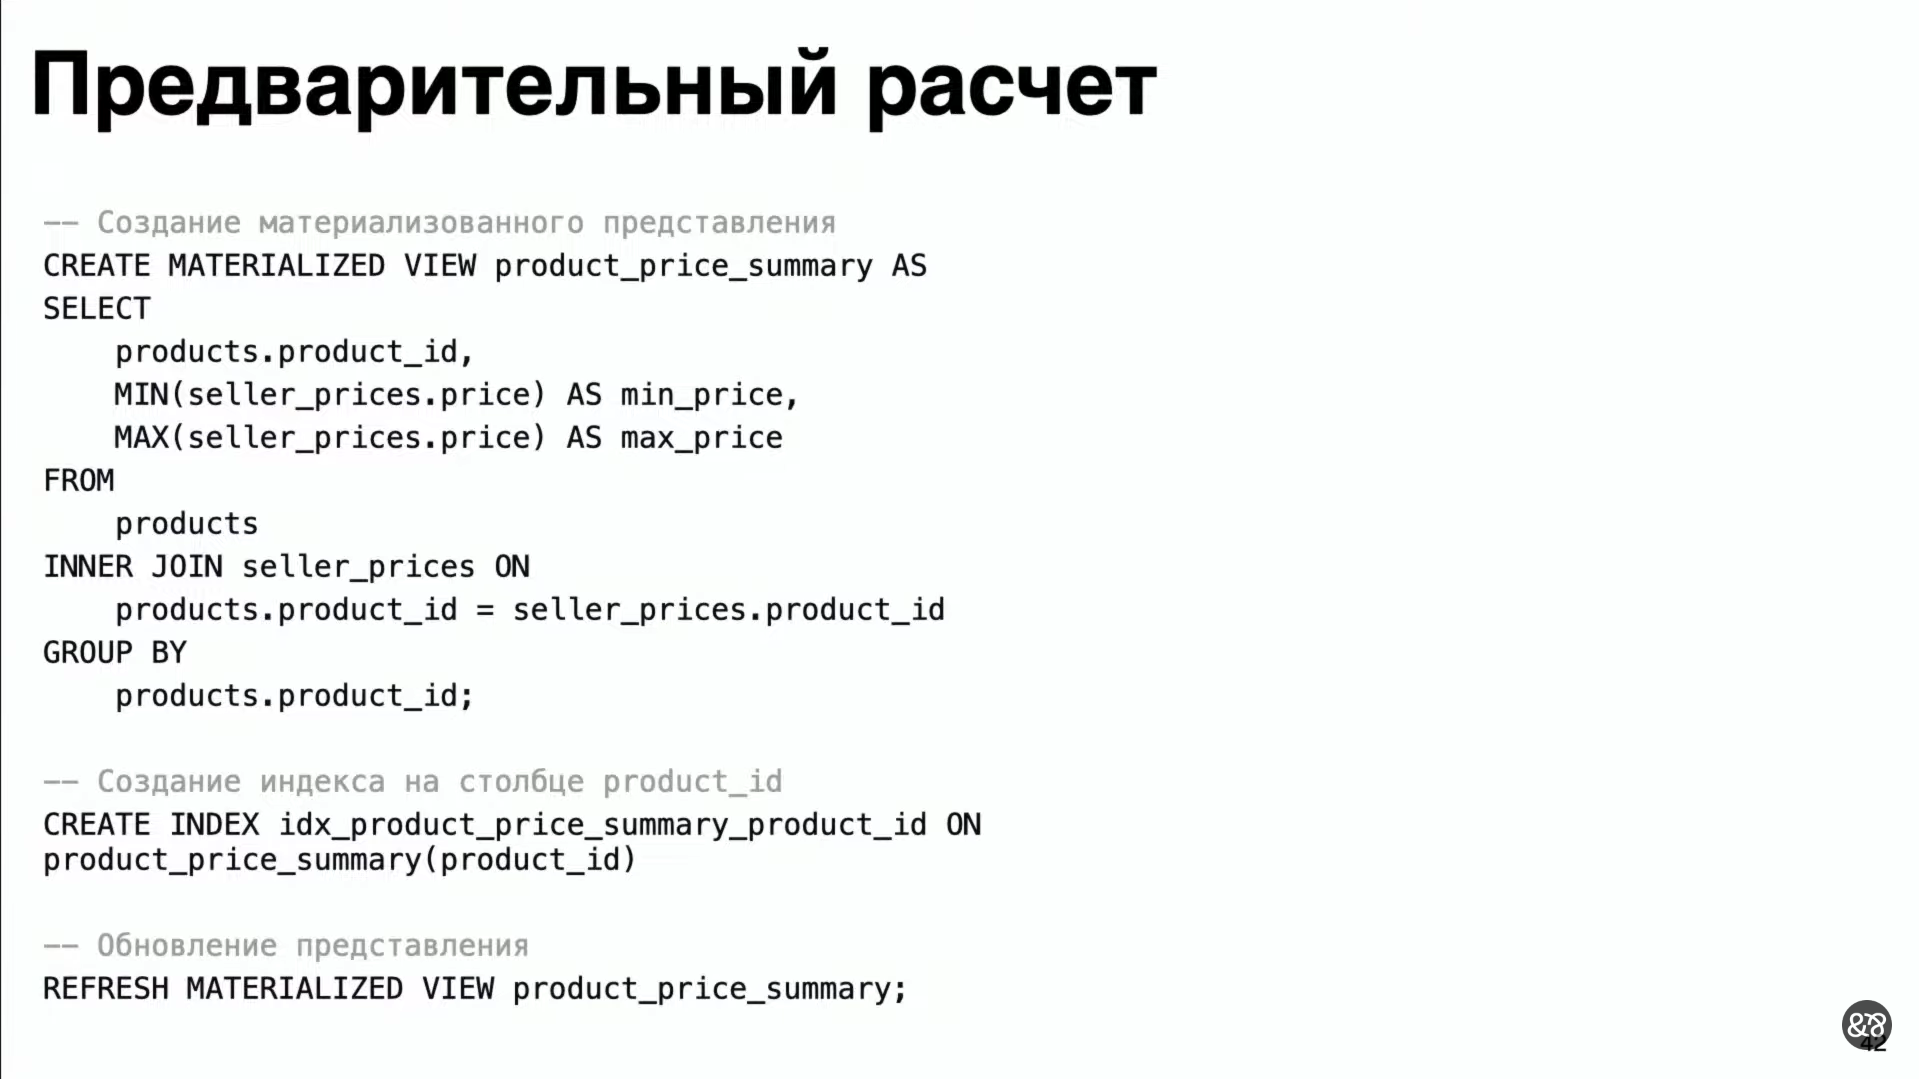 Предварительный расчет
-- Создание материализованного представления
CREATE MATERIALIZED VIEW product_price_summary AS
SELECT
    products.product_id,
    MIN(seller_prices.price) AS min_price,
    MAX(seller_prices.price) AS max_price
FROM
    products
INNER JOIN seller_prices ON
    products.product_id = seller_prices.product_id
GROUP BY
    products.product_id;
-- Создание индекса на столбце product_id
CREATE INDEX idx_product_price_summary_product_id ON
product_price_summary(product_id)
-- Обновление представления
REFRESH MATERIALIZED VIEW product_price_summary;
42